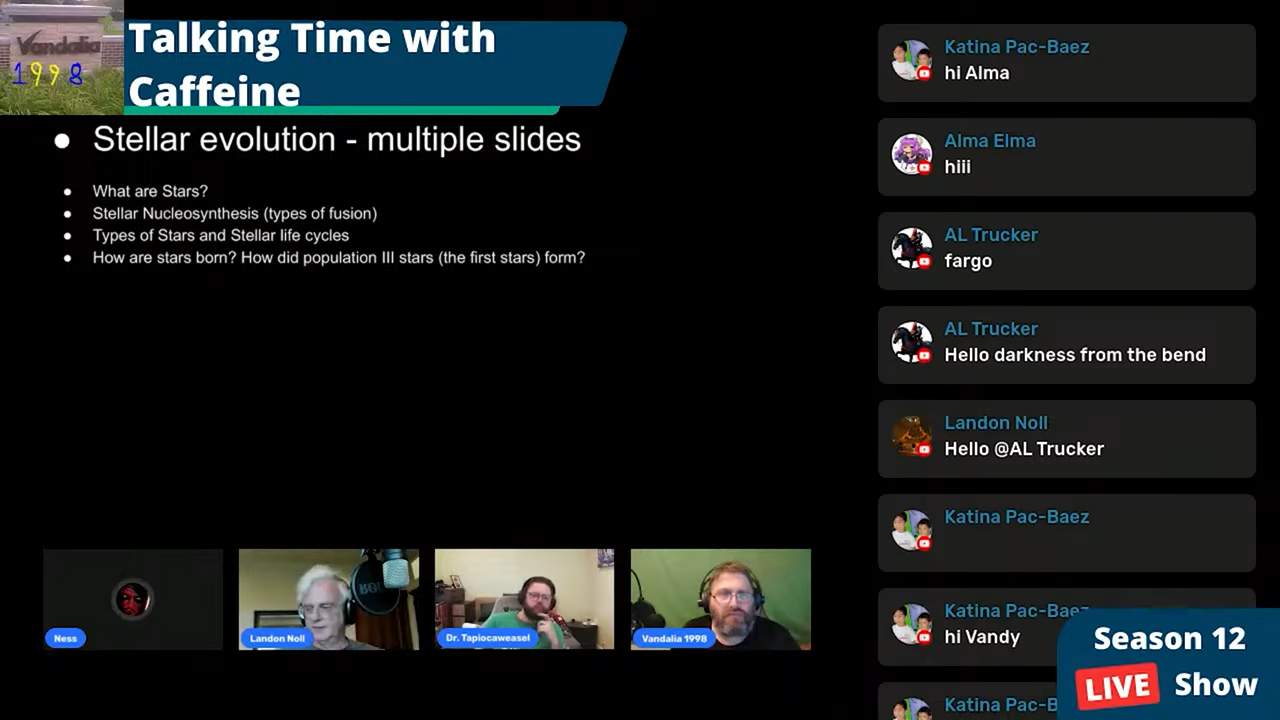 Vandalia
1998
Talking Time with
Caffeine
● Stellar evolution - multiple slides
● What are Stars?
● Stellar Nucleosynthesis (types of fusion)
● Types of Stars and Stellar life cycles
● How are stars born? How did population III stars (the first stars) form?
Ness
Landon Noll
Dr. Tapiocaweasel
Vandalia 1998
Katina Pac-Baez
hi Alma
Alma Elma
hiii
AL Trucker
fargo
AL Trucker
Hello darkness from the bend
Landon Noll
Hello @AL Trucker
Katina Pac-Baez
Katina Pac-Baez
hi Vandy
Katina Pac-B
Season 12
LIVE Show